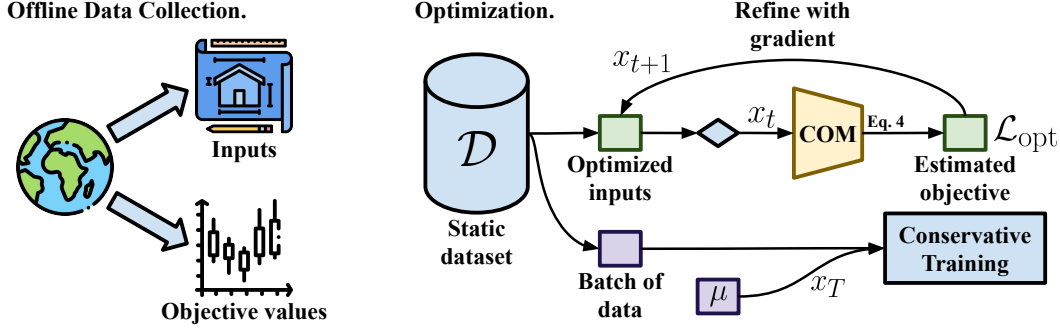 Offline Data Collection.
Inputs
Objective values
Optimization.
Refine with
gradient
x_{t+1}
𝒟
x_t
COM
Eq. 4
ℒ_opt
Optimized
inputs
Estimated
objective
Static
dataset
Batch of
data
μ
x_T
Conservative
Training